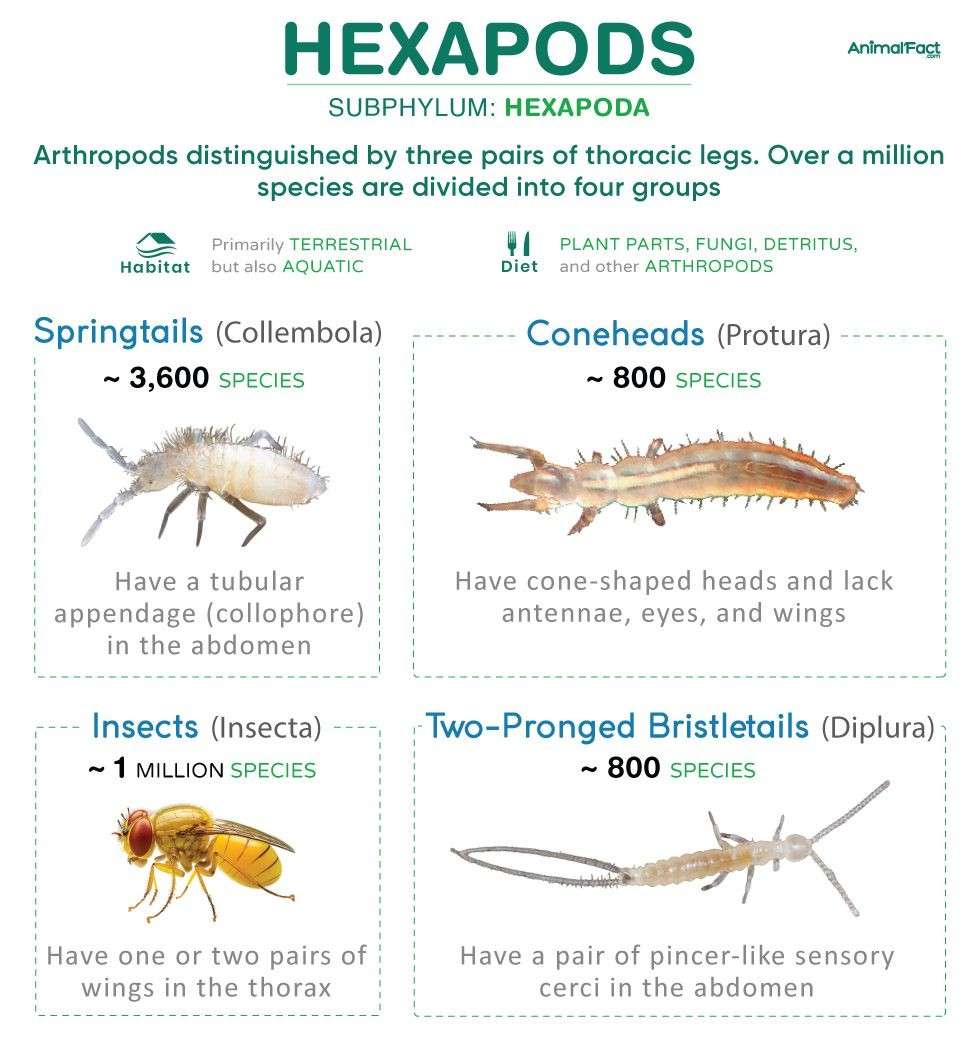 HEXAPODS
AnimalFact
.com
SUBPHYLUM: HEXAPODA
Arthropods distinguished by three pairs of thoracic legs. Over a million
species are divided into four groups
Habitat
Primarily TERRESTRIAL
but also AQUATIC
Diet
PLANT PARTS, FUNGI, DETRITUS,
and other ARTHROPODS
Springtails (Collembola)
~ 3,600 SPECIES
Have a tubular
appendage (collophore)
in the abdomen
Coneheads (Protura)
~ 800 SPECIES
Have cone-shaped heads and lack
antennae, eyes, and wings
Insects (Insecta)
~ 1 MILLION SPECIES
Have one or two pairs of
wings in the thorax
Two-Pronged Bristletails (Diplura)
~ 800 SPECIES
Have a pair of pincer-like sensory
cerci in the abdomen